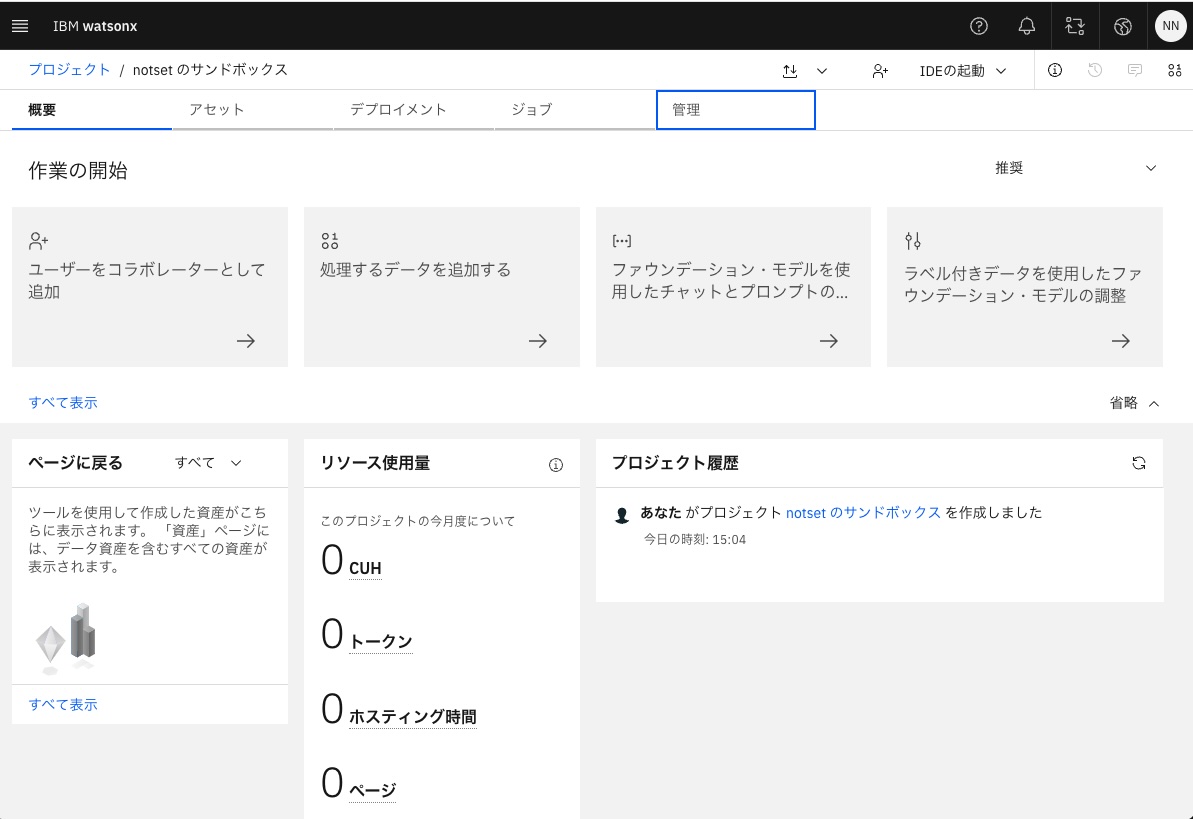 IBM watsonx
NN
プロジェクト / notset のサンドボックス
IDEの起動
概要
アセット
デプロイメント
ジョブ
管理
作業の開始
推奨
ユーザーをコラボレーターとして
追加
処理するデータを追加する
ファウンデーション・モデルを使
用したチャットとプロンプトの...
ラベル付きデータを使用したファ
ウンデーション・モデルの調整
すべて表示
省略
ページに戻る
すべて
ツールを使用して作成した資産がこち
らに表示されます。「資産」ページに
は、データ資産を含むすべての資産が
表示されます。
すべて表示
リソース使用量
このプロジェクトの今月度について
0 CUH
0 トークン
0 ホスティング時間
0 ページ
プロジェクト履歴
あなた がプロジェクト notset のサンドボックス を作成しました
今日の時刻: 15:04